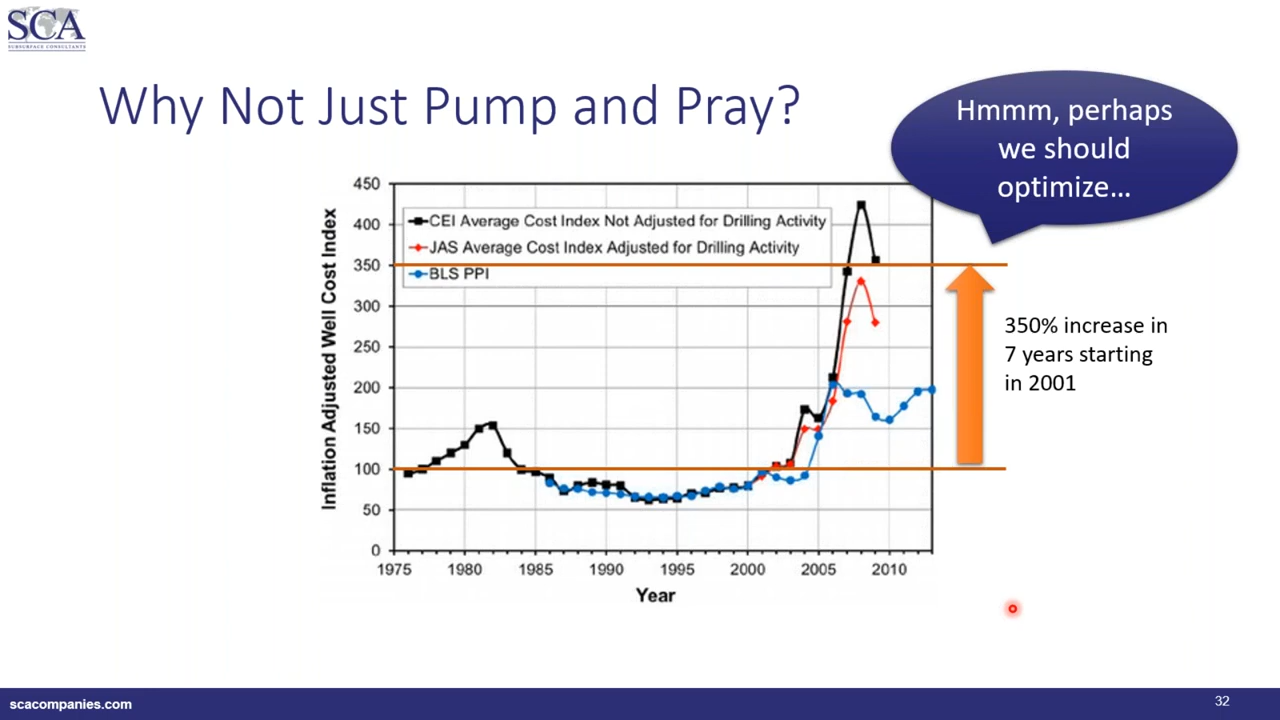 SCA
SUBSURFACE CONSULTANTS
Why Not Just Pump and Pray?
Hmmm, perhaps
we should
optimize...
Inflation Adjusted Well Cost Index
450
400
350
300
250
200
150
100
50
0
CEI Average Cost Index Not Adjusted for Drilling Activity
JAS Average Cost Index Adjusted for Drilling Activity
BLS PPI
1975
1980
1985
1990
1995
2000
2005
2010
Year
350% increase in
7 years starting
in 2001
scacompanies.com
32